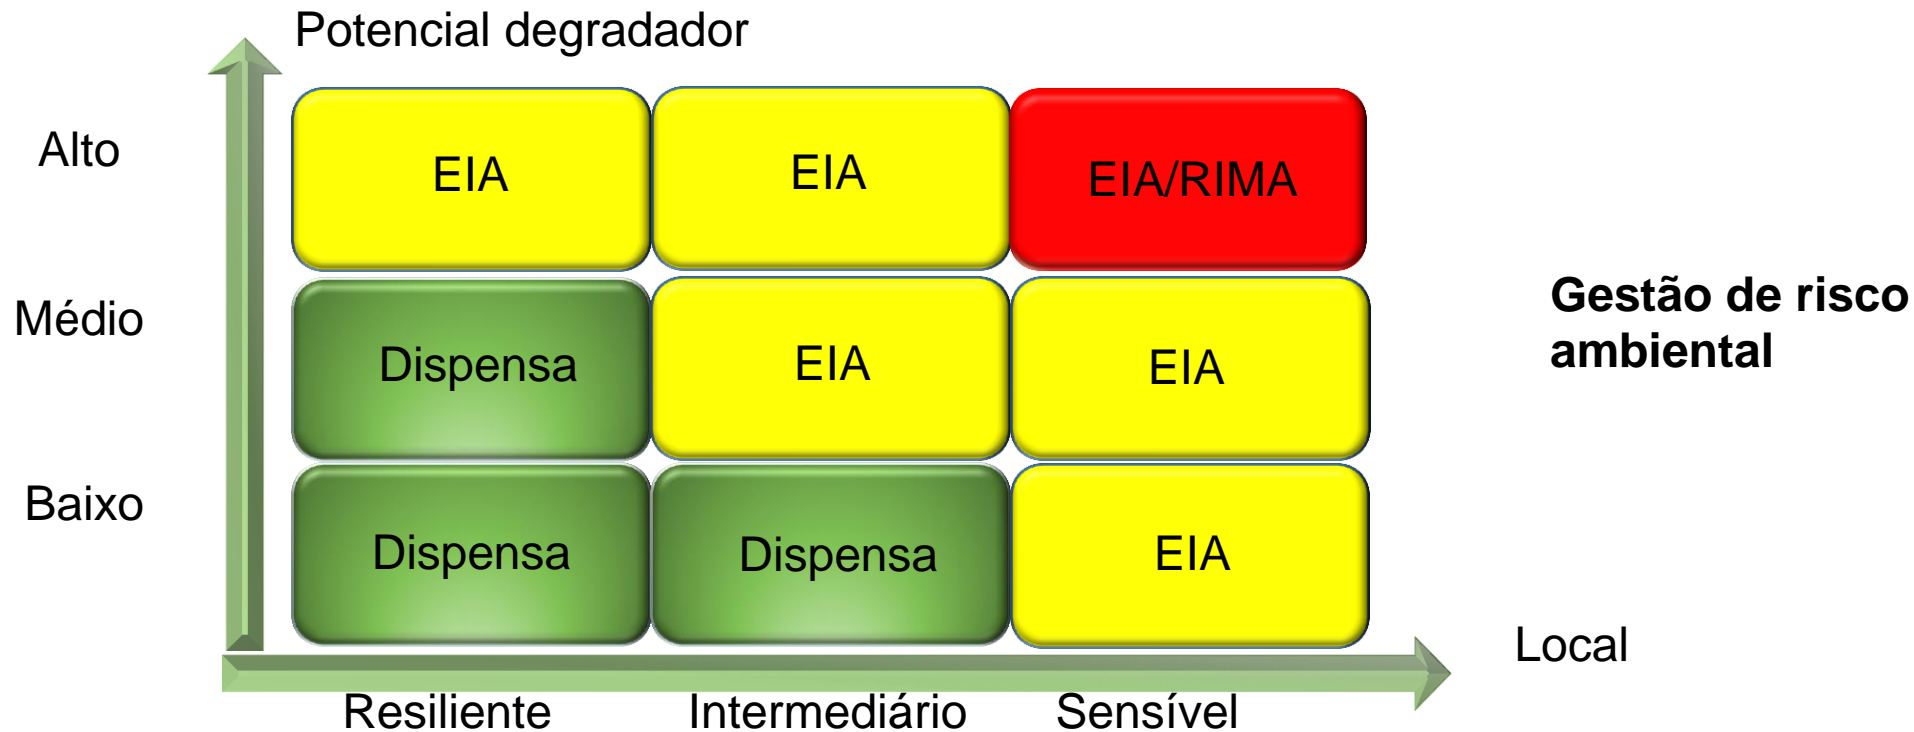 Potencial degradador
Alto
EIA
EIA
EIA/RIMA
Médio
Dispensa
EIA
EIA
Gestão de risco
ambiental
Baixo
Dispensa
Dispensa
EIA
Local
Resiliente
Intermediário
Sensível